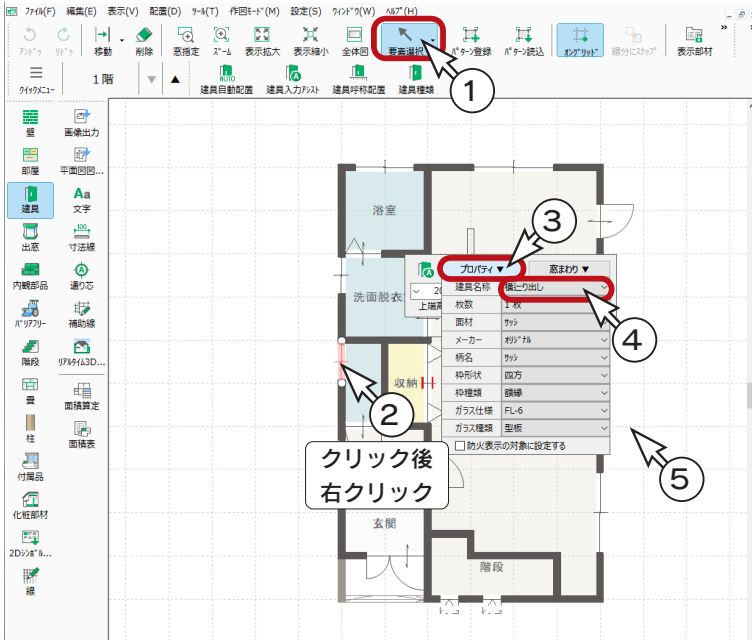 ファイル(F) 編集(E) 表示(V) 配置(D) ツール(T) 作図モード(M) 設定(S) ウィンドウ(W) ヘルプ(H)
アンドゥ リドゥ 移動 削除 窓指定 ズーム 表示拡大 表示縮小 全体図 要素選択 パターン登録 パターン読込 オングリッド 線分にスナップ 表示部材
クイックメニュー 1 階 ▼ ▲ 建具自動配置 建具入力アシスト 建具呼称配置 建具種類
AUTO
①
壁 画像出力
部屋 平面図図...
建具 文字
Aa
出窓 寸法線
100
内観部品 通り芯
バリアフリー 補助線
階段 リアルタイム3D...
畳 面積算定
柱 面積表
付属品
化粧部材
2Dシンボル...
線
浴室
洗面脱衣
収納
玄関
階段
③
プロパティ ▼ 窓まわり ▼
20
上端高
建具名称 横辷り出し
枚数 1 枚
面材 サッシ
メーカー オリジナル
柄名 サッシ
枠形状 四方
枠種類 額縁
ガラス仕様 FL-6
ガラス種類 型板
防火表示の対象に設定する
④
②
クリック後
右クリック
⑤